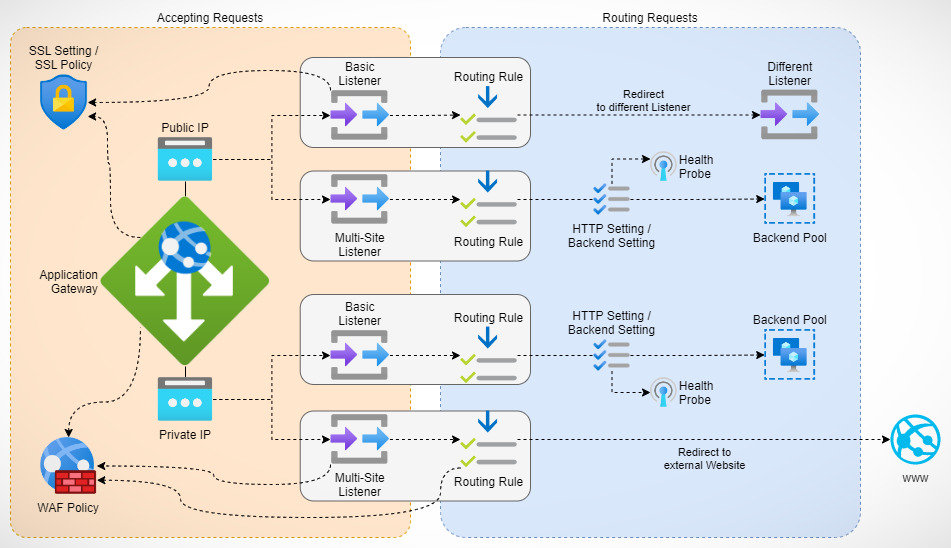 Accepting Requests
Routing Requests
SSL Setting /
SSL Policy
Basic
Listener
Routing Rule
Redirect
to different Listener
Different
Listener
Public IP
Health
Probe
Multi-Site
Listener
Routing Rule
HTTP Setting /
Backend Setting
Backend Pool
Application
Gateway
Basic
Listener
Routing Rule
HTTP Setting /
Backend Setting
Backend Pool
Health
Probe
Private IP
Multi-Site
Listener
Routing Rule
Redirect to
external Website
WAF Policy
www